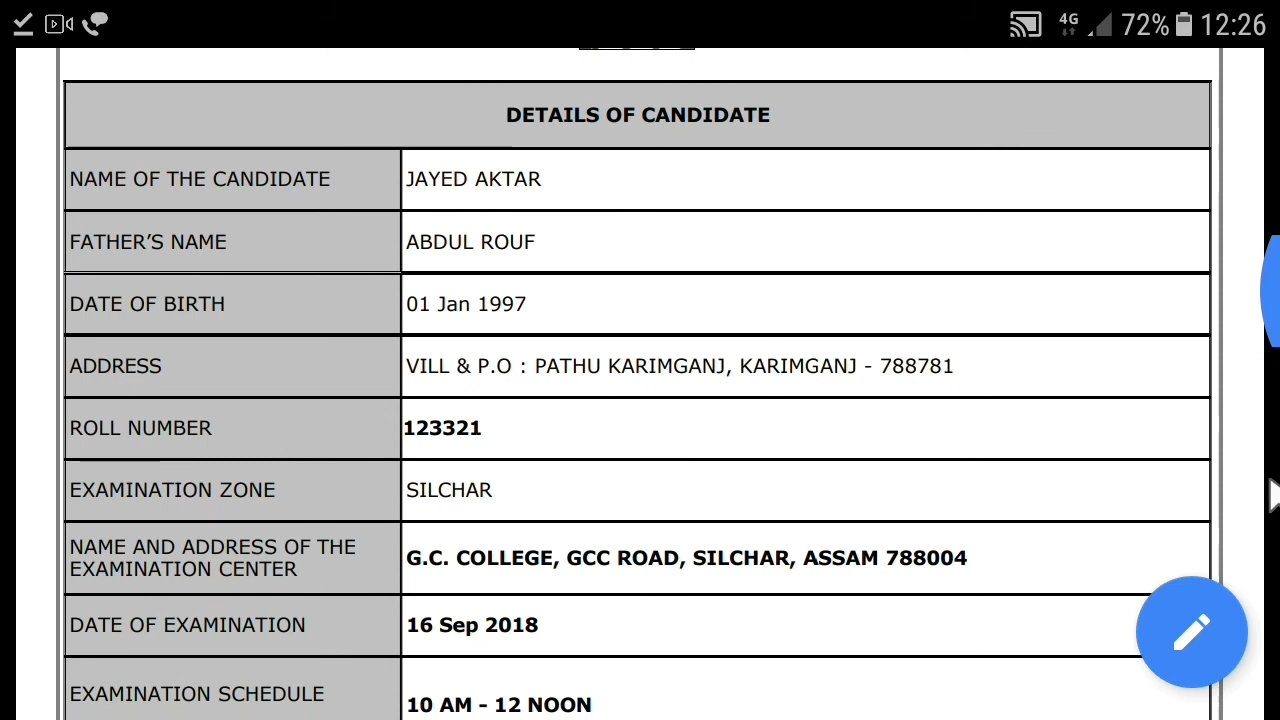 4G 72% 12:26
DETAILS OF CANDIDATE
NAME OF THE CANDIDATE JAYED AKTAR
FATHER’S NAME ABDUL ROUF
DATE OF BIRTH 01 Jan 1997
ADDRESS VILL & P.O : PATHU KARIMGANJ, KARIMGANJ - 788781
ROLL NUMBER 123321
EXAMINATION ZONE SILCHAR
NAME AND ADDRESS OF THE
EXAMINATION CENTER G.C. COLLEGE, GCC ROAD, SILCHAR, ASSAM 788004
DATE OF EXAMINATION 16 Sep 2018
EXAMINATION SCHEDULE 10 AM - 12 NOON